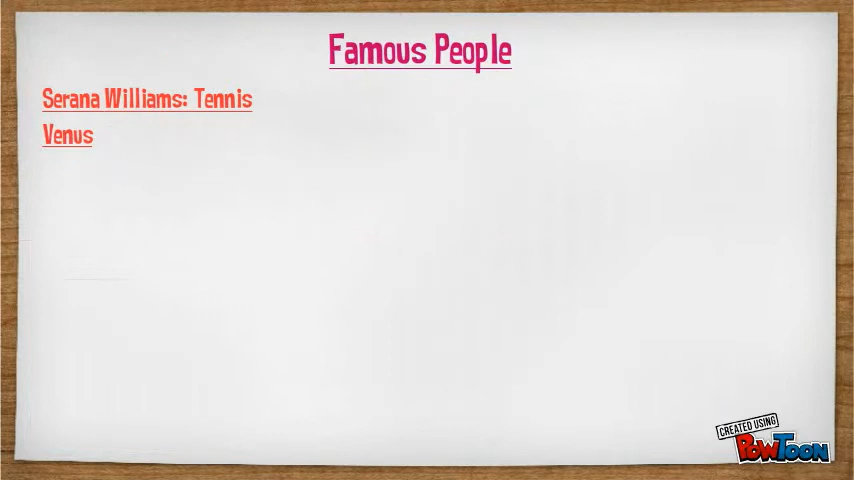 Famous People
Serana Williams: Tennis
Venus
CREATED USING
POWTOON